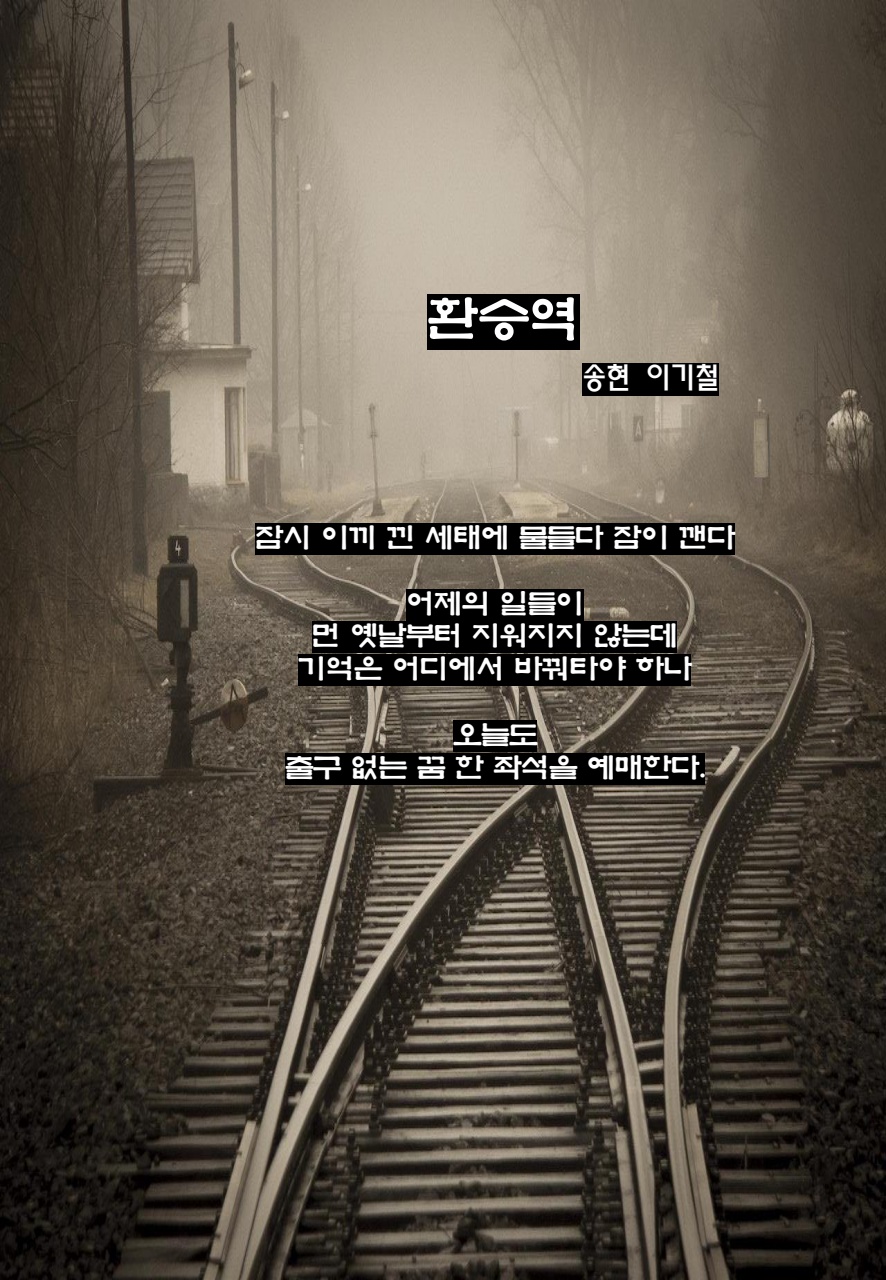 환승역
송현 이기철
잠시 이끼 낀 세태에 물들다 잠이 깬다
어제의 일들이
먼 옛날부터 지워지지 않는데
기억은 어디에서 바꿔타야 하나
오늘도
출구 없는 꿈 한 좌석을 예매한다.
4